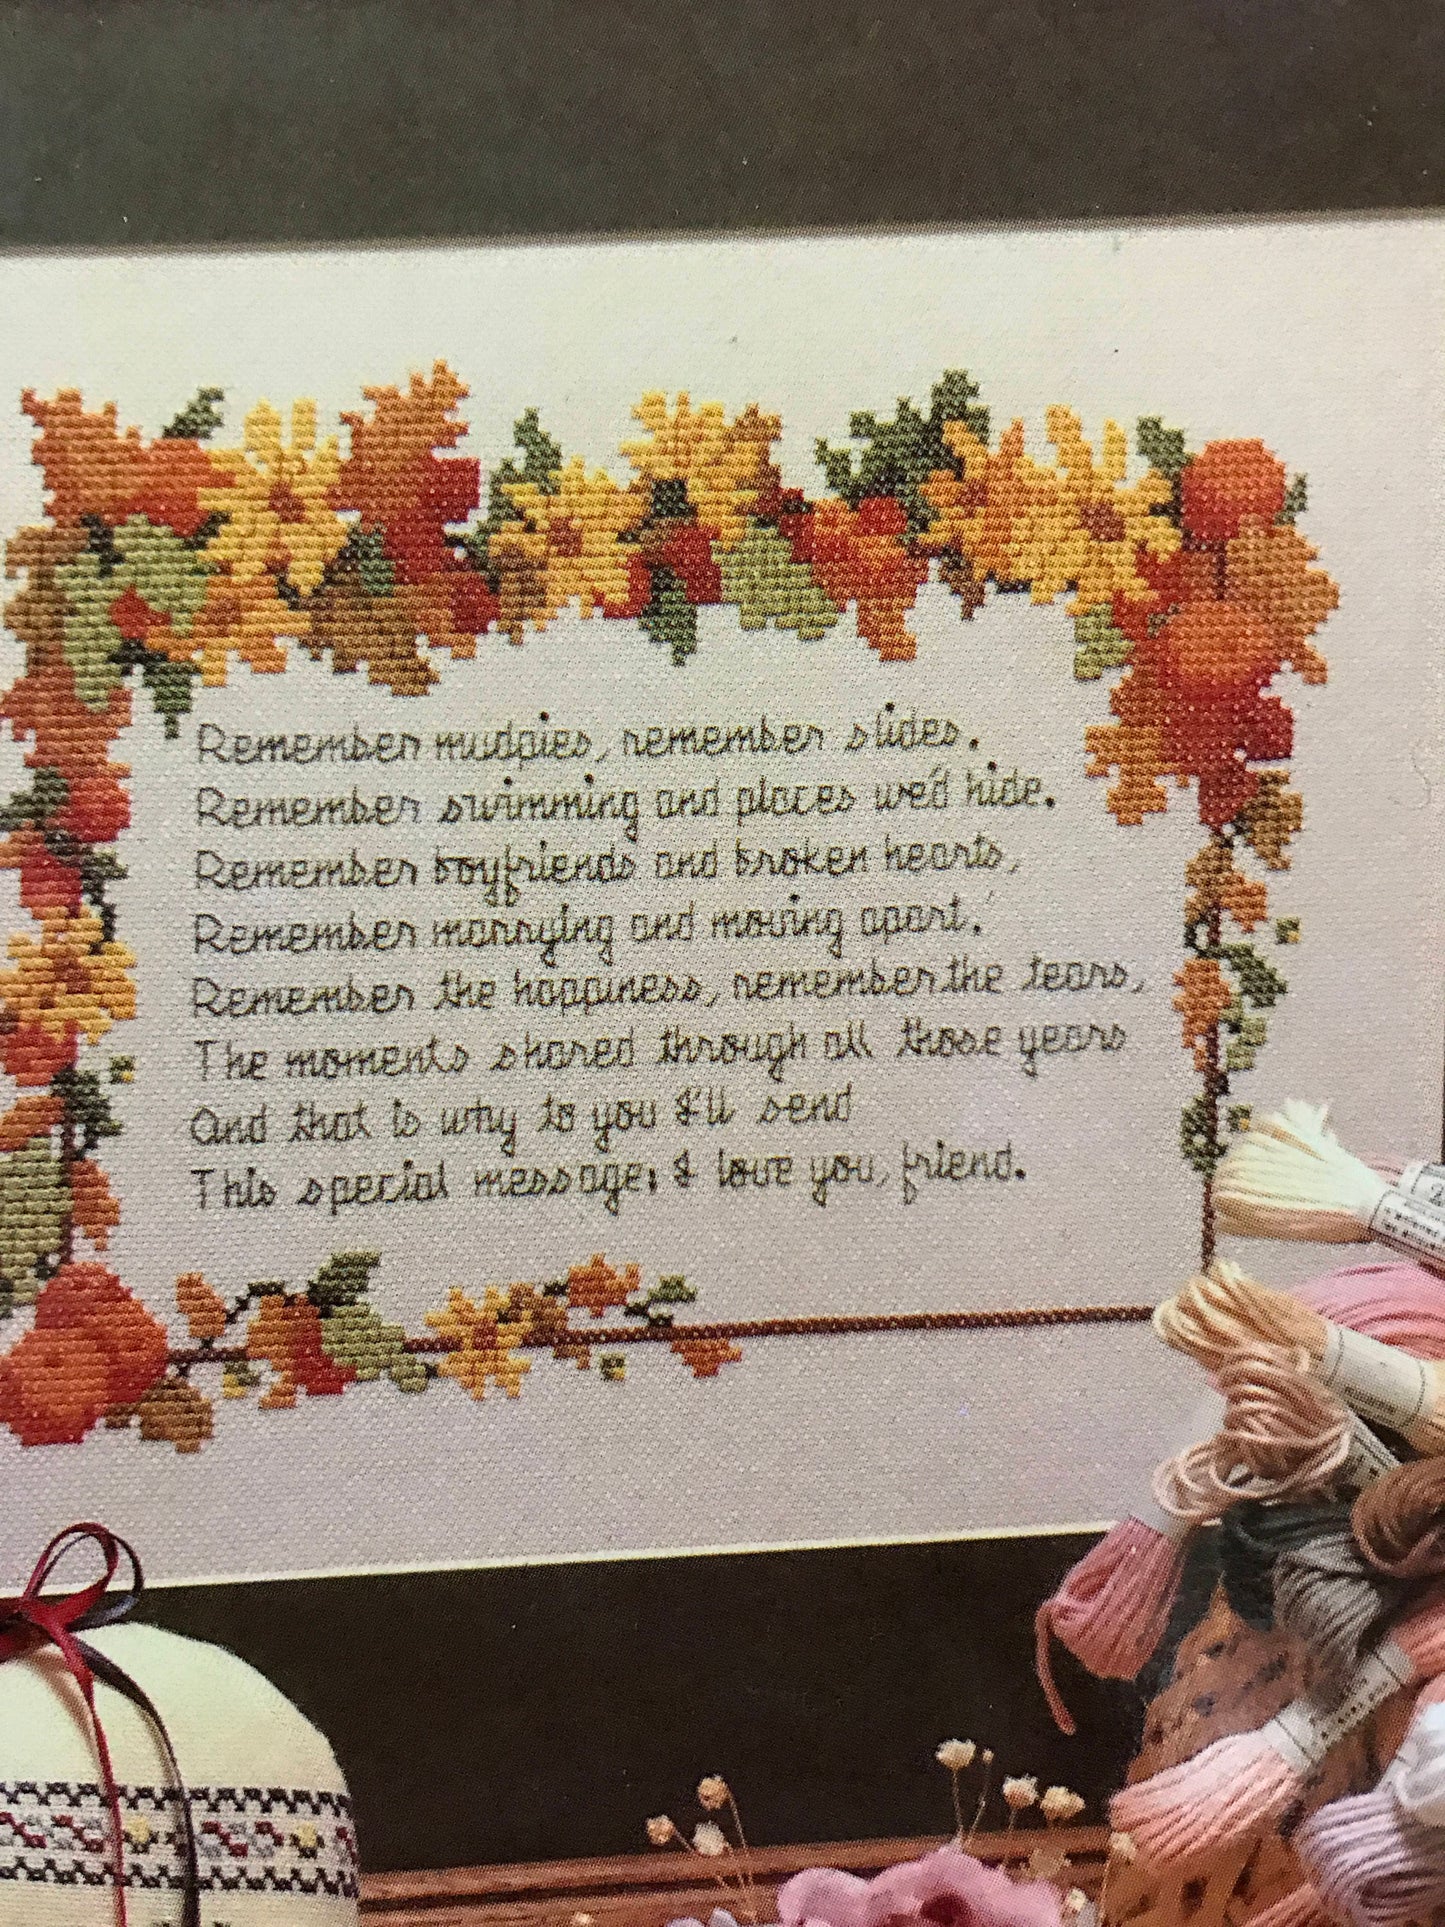 Remember mudpies, remember slides.
Remember swimming and places we'd hide.
Remember boyfriends and broken hearts,
Remember marrying and moving apart.
Remember the happiness, remember the tears,
The moments shared through all those years
And that is why to you I'll send
This special message: I love you, friend.